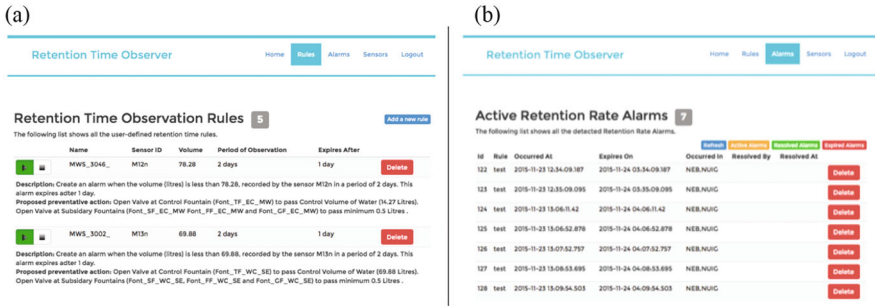 (a)
Retention Time Observer
Home Rules Alarms Sensors Logout
Retention Time Observation Rules 5
Add a new rule
The following list shows all the user-defined retention time rules.
Name Sensor ID Volume Period of Observation Expires After
MWS_3046_ M12n 78.28 2 days 1 day Delete
Description: Create an alarm when the volume (litres) is less than 78.28, recorded by the sensor M12n in a period of 2 days. This
alarm expires adter 1 day.
Proposed preventative action: Open Valve at Control Fountain (Font_TF_EC_MW) to pass Control Volume of Water (14.27 Litres).
Open Valve at Subsidary Fountains (Font_SF_EC_MW Font_FF_EC_MW and Font_GF_EC_MW) to pass minimum 0.5 Litres .
MWS_3002_ M13n 69.88 2 days 1 day Delete
Description: Create an alarm when the volume (litres) is less than 69.88, recorded by the sensor M13n in a period of 2 days. This
alarm expires adter 1 day.
Proposed preventative action: Open Valve at Control Fountain (Font_TF_WC_SE) to pass Control Volume of Water (69.88 Litres).
Open Valve at Subsidary Fountains (Font_SF_WC_SE, Font_FF_WC_SE and Font_GF_WC_SE) to pass minimum 0.5 Litres .
(b)
Retention Time Observer
Home Rules Alarms Sensors Logout
Active Retention Rate Alarms 7
The following list shows all the detected Retention Rate Alarms.
Refresh Active Alarms Resolved Alarms Expired Alarms
Id Rule Occurred At Expires On Occurred In Resolved By Resolved At
122 test 2015-11-23 12:34:09.187 2015-11-24 03:34:09.187 NEB,NUIG Delete
123 test 2015-11-23 12:35:09.095 2015-11-24 03:35:09.095 NEB,NUIG Delete
124 test 2015-11-23 13:06:11.42 2015-11-24 04:06:11.42 NEB,NUIG Delete
125 test 2015-11-23 13:06:52.878 2015-11-24 04:06:52.878 NEB,NUIG Delete
126 test 2015-11-23 13:07:52.757 2015-11-24 04:07:52.757 NEB,NUIG Delete
127 test 2015-11-23 13:08:53.695 2015-11-24 04:08:53.695 NEB,NUIG Delete
128 test 2015-11-23 13:09:54.503 2015-11-24 04:09:54.503 NEB,NUIG Delete